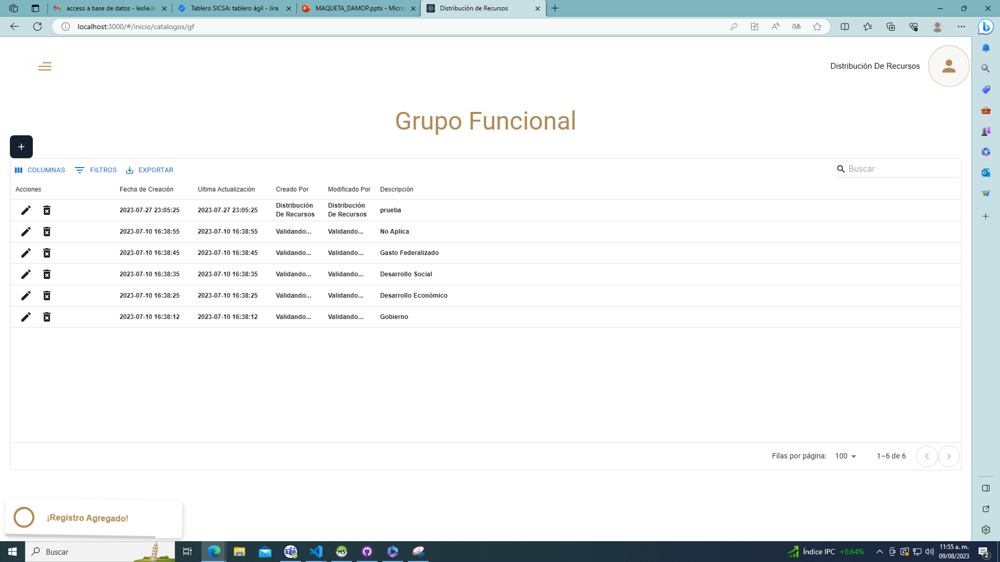 acceso a base de datos - leslie.lu
Tablero SICSA: tablero ágil - Jira
MAQUETA_DAMOP.pptx - Micros
Distribución de Recursos
localhost:3000/#/inicio/catalogos/gf
Distribución De Recursos
Grupo Funcional
+
COLUMNAS FILTROS EXPORTAR Buscar
Acciones Fecha de Creación Ultima Actualización Creado Por Modificado Por Descripción
2023-07-27 23:05:25 2023-07-27 23:05:25 Distribución De Recursos Distribución De Recursos prueba
2023-07-10 16:38:55 2023-07-10 16:38:55 Validando... Validando... No Aplica
2023-07-10 16:38:45 2023-07-10 16:38:45 Validando... Validando... Gasto Federalizado
2023-07-10 16:38:35 2023-07-10 16:38:35 Validando... Validando... Desarrollo Social
2023-07-10 16:38:25 2023-07-10 16:38:25 Validando... Validando... Desarrollo Económico
2023-07-10 16:38:12 2023-07-10 16:38:12 Validando... Validando... Gobierno
Filas por página: 100 1–6 de 6
¡Registro Agregado!
Buscar
Índice IPC +0.64%
11:55 a. m.
09/08/2023
2